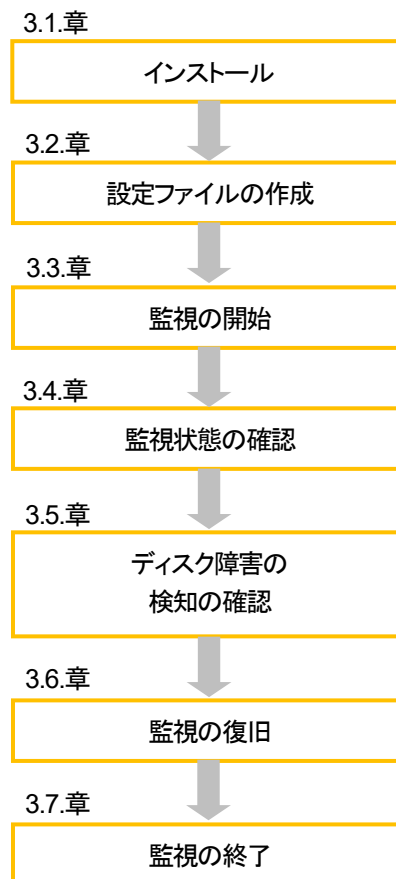 3.1.章
インストール
3.2.章
設定ファイルの作成
3.3.章
監視の開始
3.4.章
監視状態の確認
3.5.章
ディスク障害の
検知の確認
3.6.章
監視の復旧
3.7.章
監視の終了